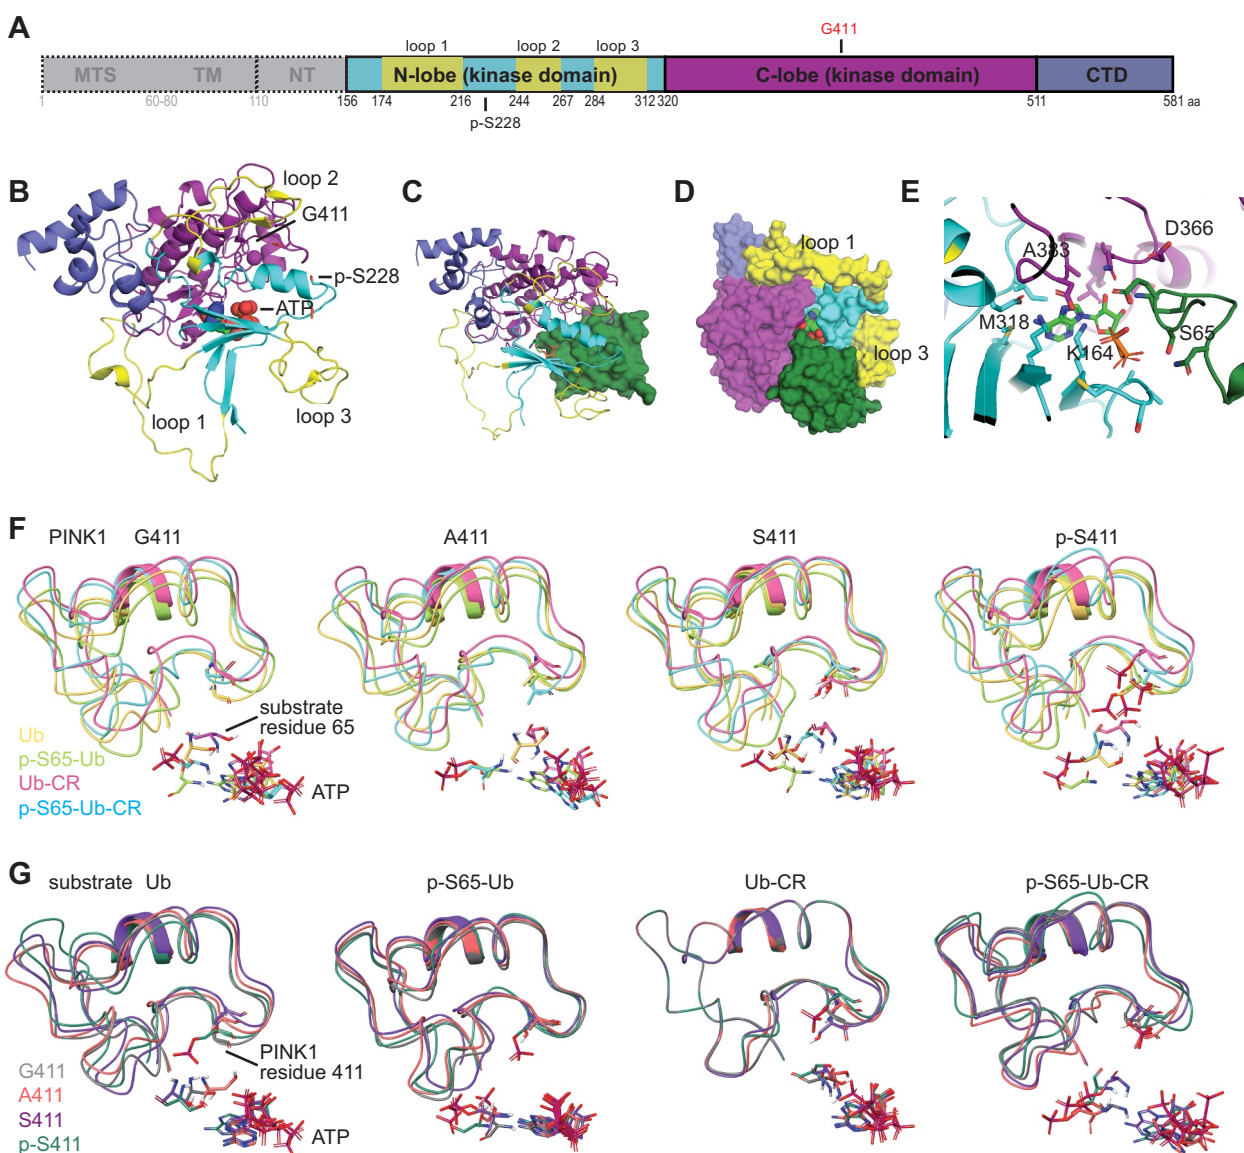 A
G411
loop 1 loop 2 loop 3
MTS TM NT N-lobe (kinase domain) C-lobe (kinase domain) CTD
1 60-80 110 156 174 216 244 267 284 312 320 511 581 aa
p-S228
B
loop 2
G411
p-S228
ATP
loop 1
loop 3
C
D
loop 1
loop 3
E
D366
A383
M318
S65
K164
F
PINK1 G411 A411 S411 p-S411
substrate
residue 65
Ub
p-S65-Ub
Ub-CR
p-S65-Ub-CR
ATP
G
substrate Ub p-S65-Ub Ub-CR p-S65-Ub-CR
PINK1
residue 411
G411
A411
S411
p-S411
ATP